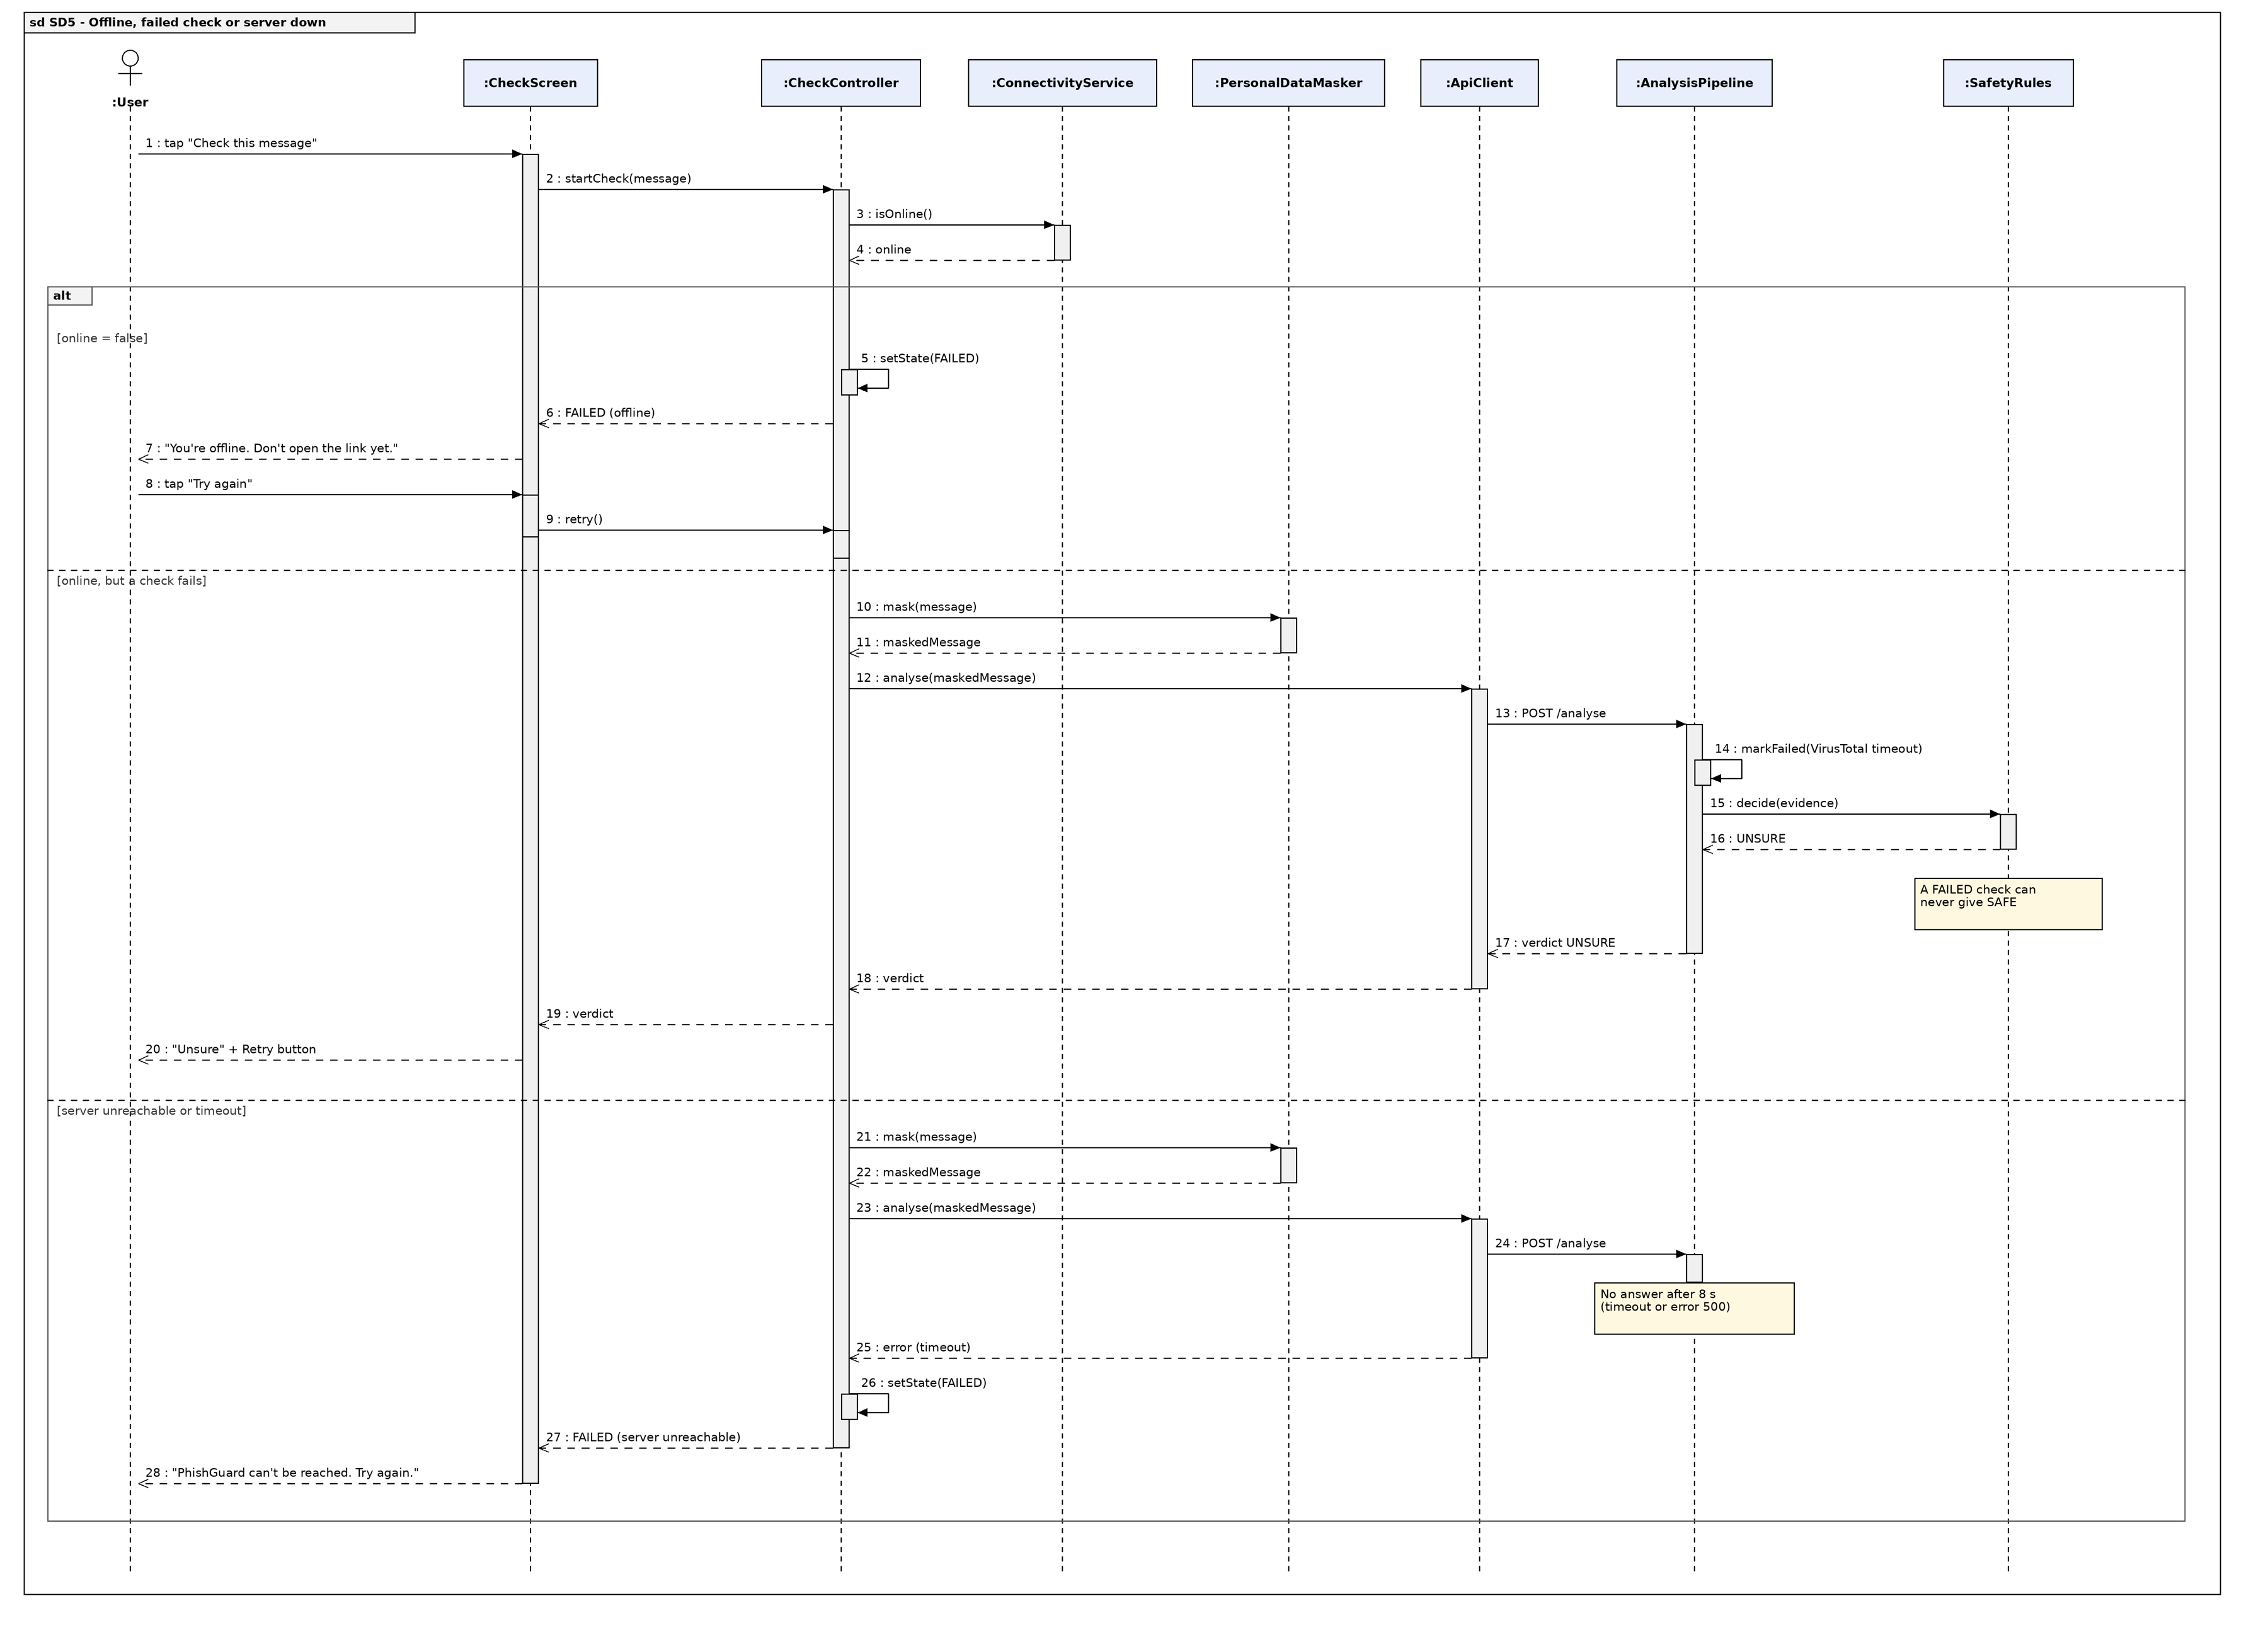 sd SD5 - Offline, failed check or server down
:User
:CheckScreen
:CheckController
:ConnectivityService
:PersonalDataMasker
:ApiClient
:AnalysisPipeline
:SafetyRules
1 : tap "Check this message"
2 : startCheck(message)
3 : isOnline()
4 : online
alt
[online = false]
5 : setState(FAILED)
6 : FAILED (offline)
7 : "You're offline. Don't open the link yet."
8 : tap "Try again"
9 : retry()
[online, but a check fails]
10 : mask(message)
11 : maskedMessage
12 : analyse(maskedMessage)
13 : POST /analyse
14 : markFailed(VirusTotal timeout)
15 : decide(evidence)
16 : UNSURE
A FAILED check can
never give SAFE
17 : verdict UNSURE
18 : verdict
19 : verdict
20 : "Unsure" + Retry button
[server unreachable or timeout]
21 : mask(message)
22 : maskedMessage
23 : analyse(maskedMessage)
24 : POST /analyse
No answer after 8 s
(timeout or error 500)
25 : error (timeout)
26 : setState(FAILED)
27 : FAILED (server unreachable)
28 : "PhishGuard can't be reached. Try again."